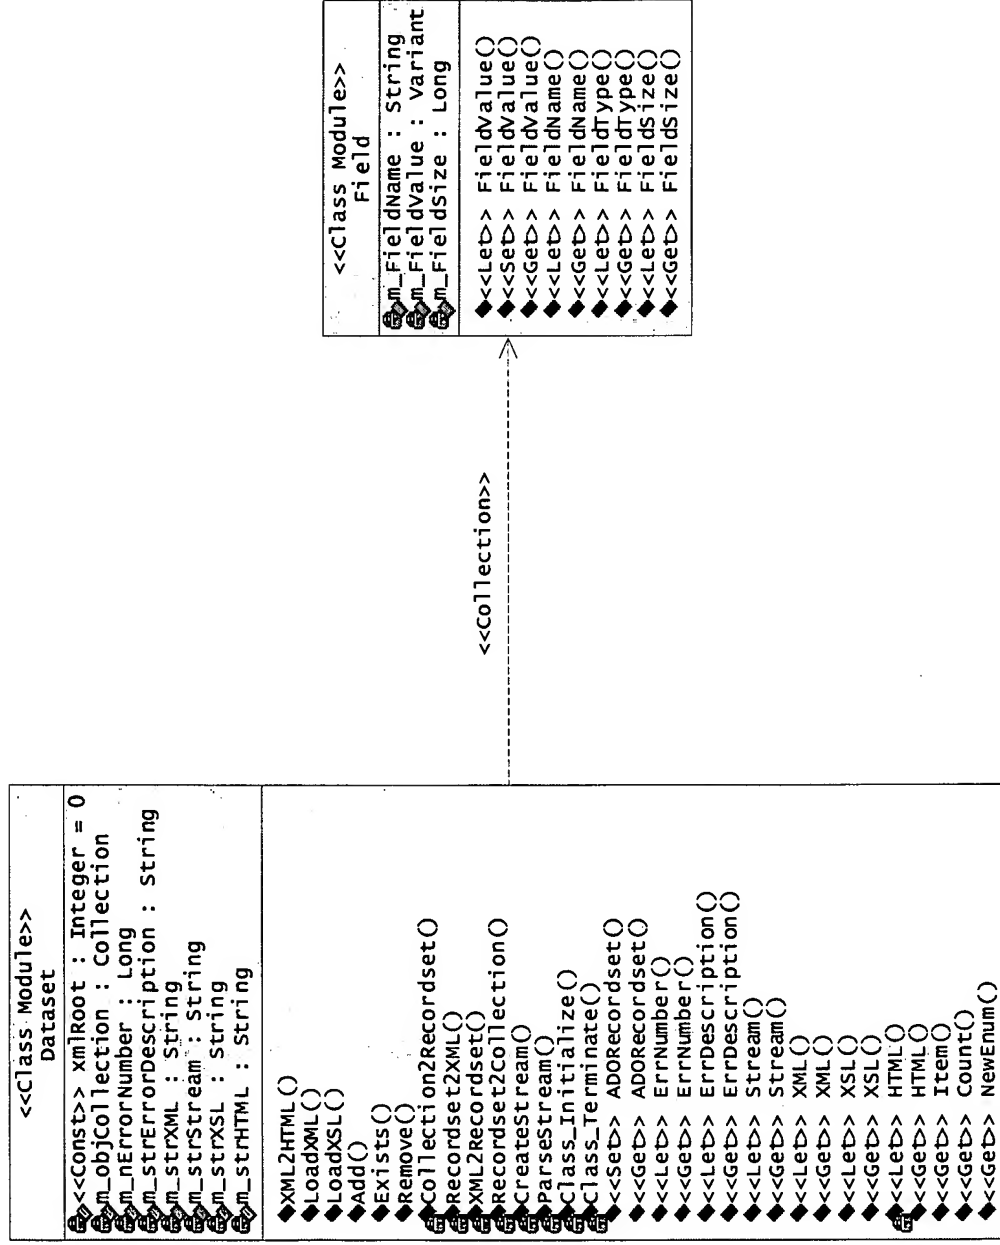 <<Class Module>>
Dataset
<<Const>> xmlRoot : Integer = 0
m_objCollection : Collection
m_nErrorNumber : Long
m_strErrorDescription : String
m_strXML : String
m_strStream : String
m_strXSL : String
m_strHTML : String
XML2HTML()
LoadXML()
LoadXSL()
Add()
Exists()
Remove()
Collection2Recordset()
Recordset2XML()
XML2Recordset()
Recordset2Collection()
CreateStream()
ParseStream()
Class_Initialize()
Class_Terminate()
<<Set>> ADORecordset()
<<Get>> ADORecordset()
<<Let>> ErrNumber()
<<Get>> ErrNumber()
<<Let>> ErrDescription()
<<Get>> ErrDescription()
<<Let>> Stream()
<<Get>> Stream()
<<Let>> XML()
<<Get>> XML()
<<Let>> XSL()
<<Get>> XSL()
<<Let>> HTML()
<<Get>> HTML()
<<Get>> Item()
<<Get>> Count()
<<Get>> NewEnum()
<<Collection>>
<<Class Module>>
Field
m_FieldName : String
m_FieldValue : Variant
m_FieldSize : Long
<<Let>> FieldValue()
<<Set>> FieldValue()
<<Get>> FieldValue()
<<Let>> FieldName()
<<Get>> FieldName()
<<Let>> FieldType()
<<Get>> FieldType()
<<Let>> FieldSize()
<<Get>> FieldSize()